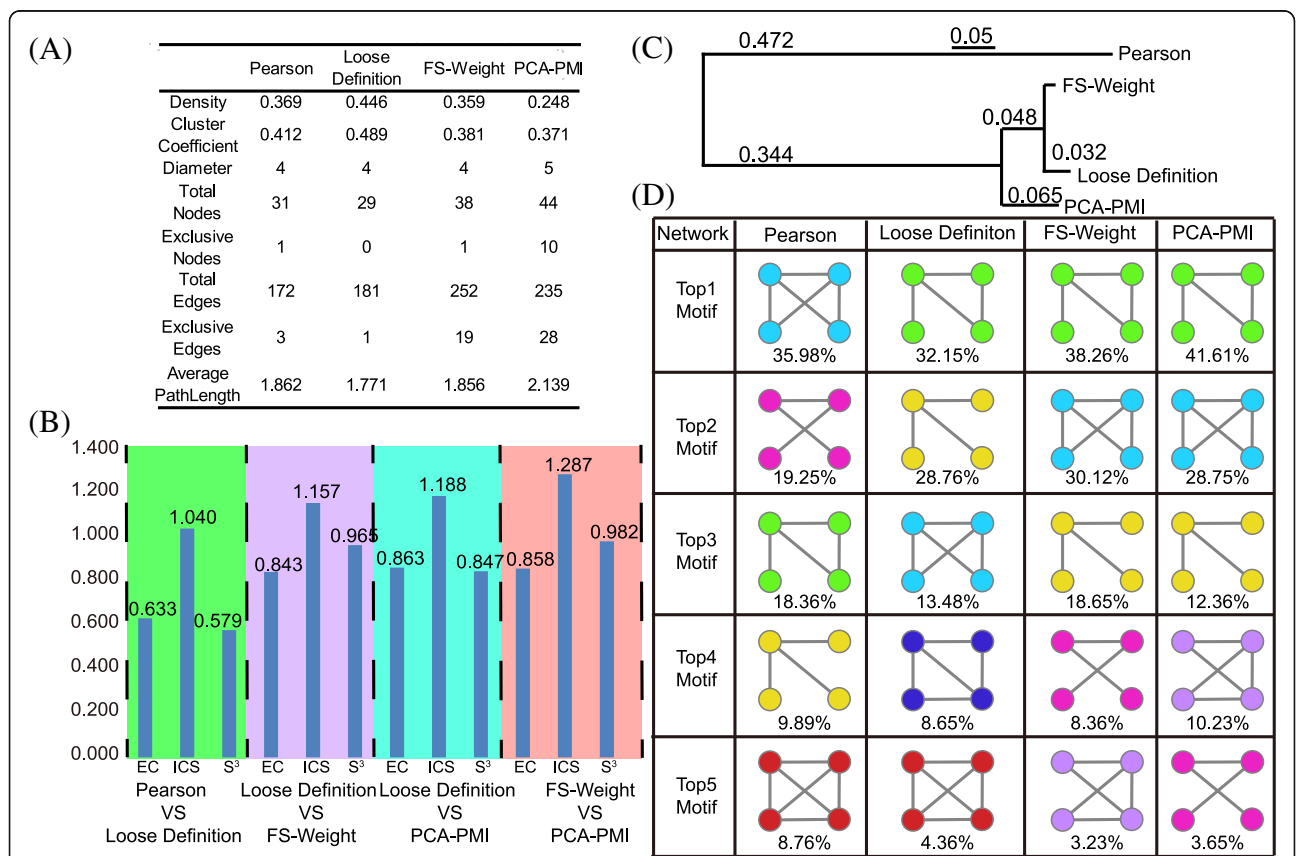 (A)
Pearson Loose Definition FS-Weight PCA-PMI
Density 0.369 0.446 0.359 0.248
Cluster Coefficient 0.412 0.489 0.381 0.371
Diameter 4 4 4 5
Total Nodes 31 29 38 44
Exclusive Nodes 1 0 1 10
Total Edges 172 181 252 235
Exclusive Edges 3 1 19 28
Average PathLength 1.862 1.771 1.856 2.139
(B)
1.400
1.200
1.000
0.800
0.600
0.400
0.200
0.000
0.633 1.040 0.579
0.843 1.157 0.965
0.863 1.188 0.847
0.858 1.287 0.982
EC ICS S³ EC ICS S³ EC ICS S³ EC ICS S³
Pearson
VS
Loose Definition
Loose Definition
VS
FS-Weight
Loose Definition
VS
PCA-PMI
FS-Weight
VS
PCA-PMI
(C)
0.472
0.05
Pearson
FS-Weight
0.048
0.344
0.032
Loose Definition
0.065
PCA-PMI
(D)
Network Pearson Loose Definiton FS-Weight PCA-PMI
Top1 Motif
35.98% 32.15% 38.26% 41.61%
Top2 Motif
19.25% 28.76% 30.12% 28.75%
Top3 Motif
18.36% 13.48% 18.65% 12.36%
Top4 Motif
9.89% 8.65% 8.36% 10.23%
Top5 Motif
8.76% 4.36% 3.23% 3.65%